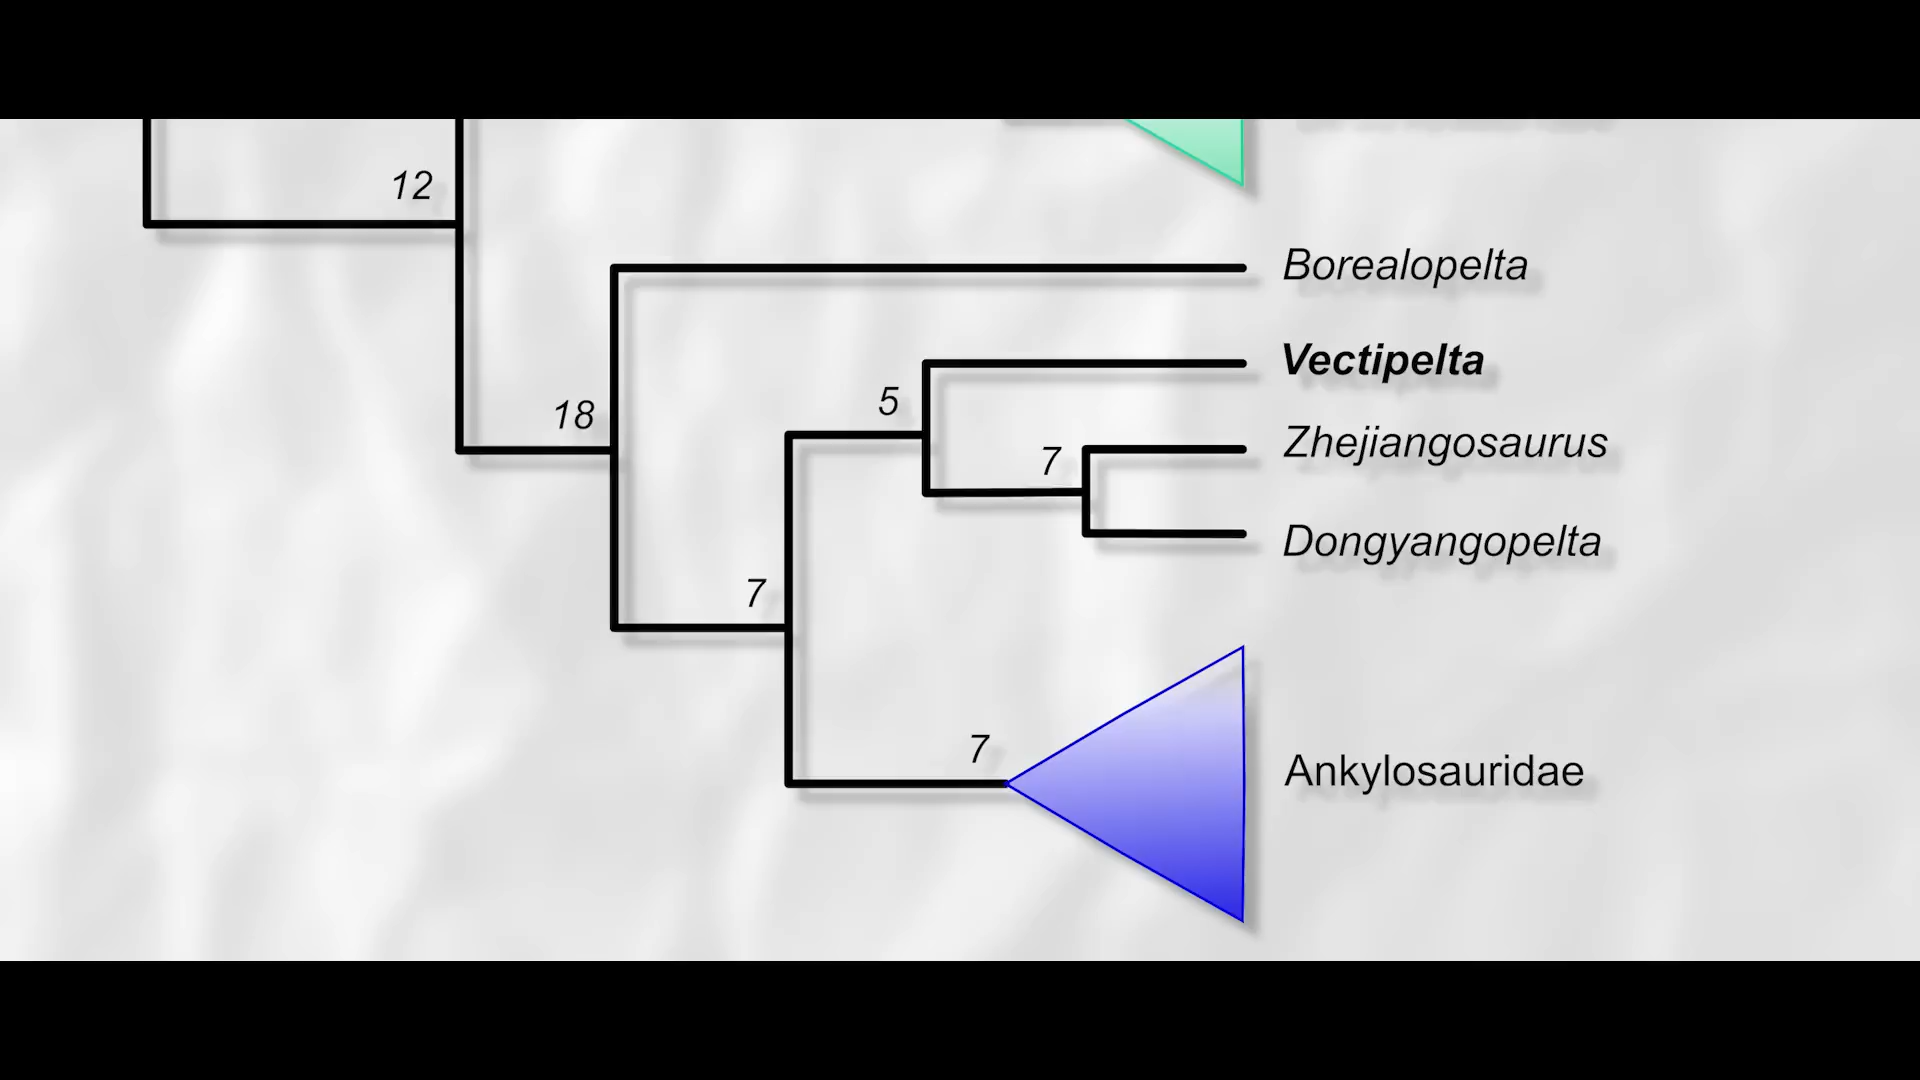 12
Borealopelta
Vectipelta
5
18
Zhejiangosaurus
7
Dongyangopelta
7
7
Ankylosauridae